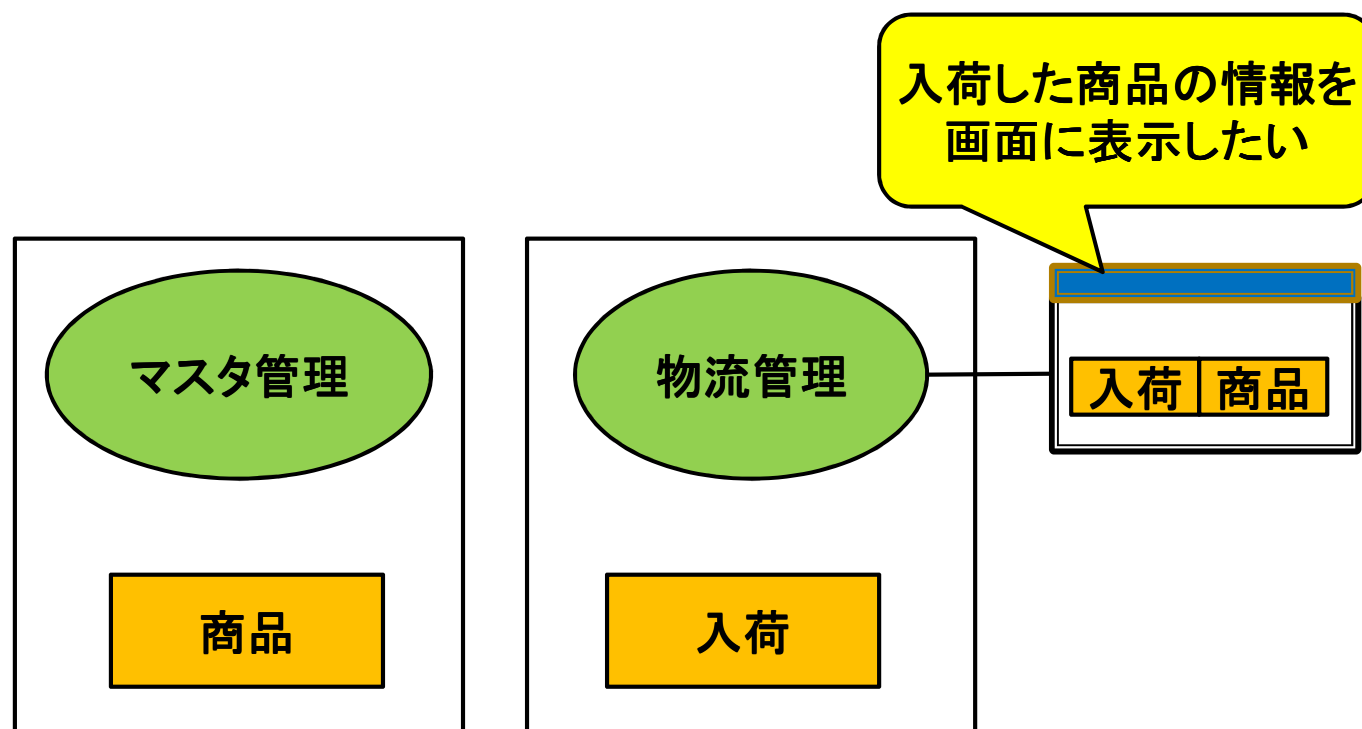 入荷した商品の情報を
画面に表示したい
マスタ管理
物流管理
入荷 商品
商品
入荷